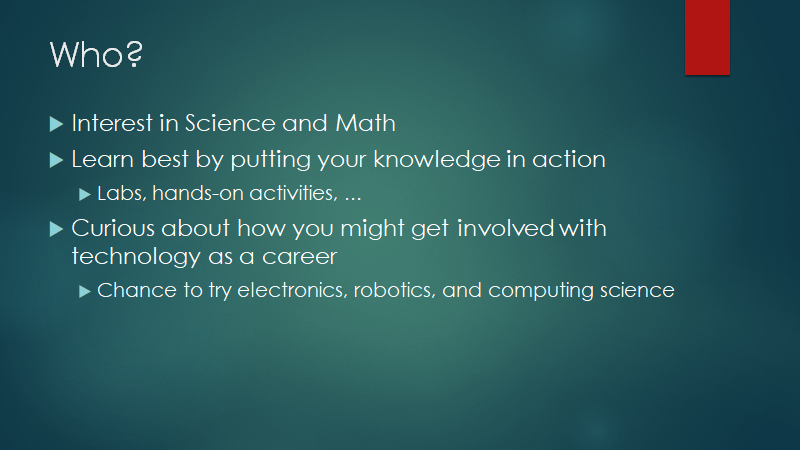 Who?
Interest in Science and Math
Learn best by putting your knowledge in action
Labs, hands-on activities, ...
Curious about how you might get involved with
technology as a career
Chance to try electronics, robotics, and computing science